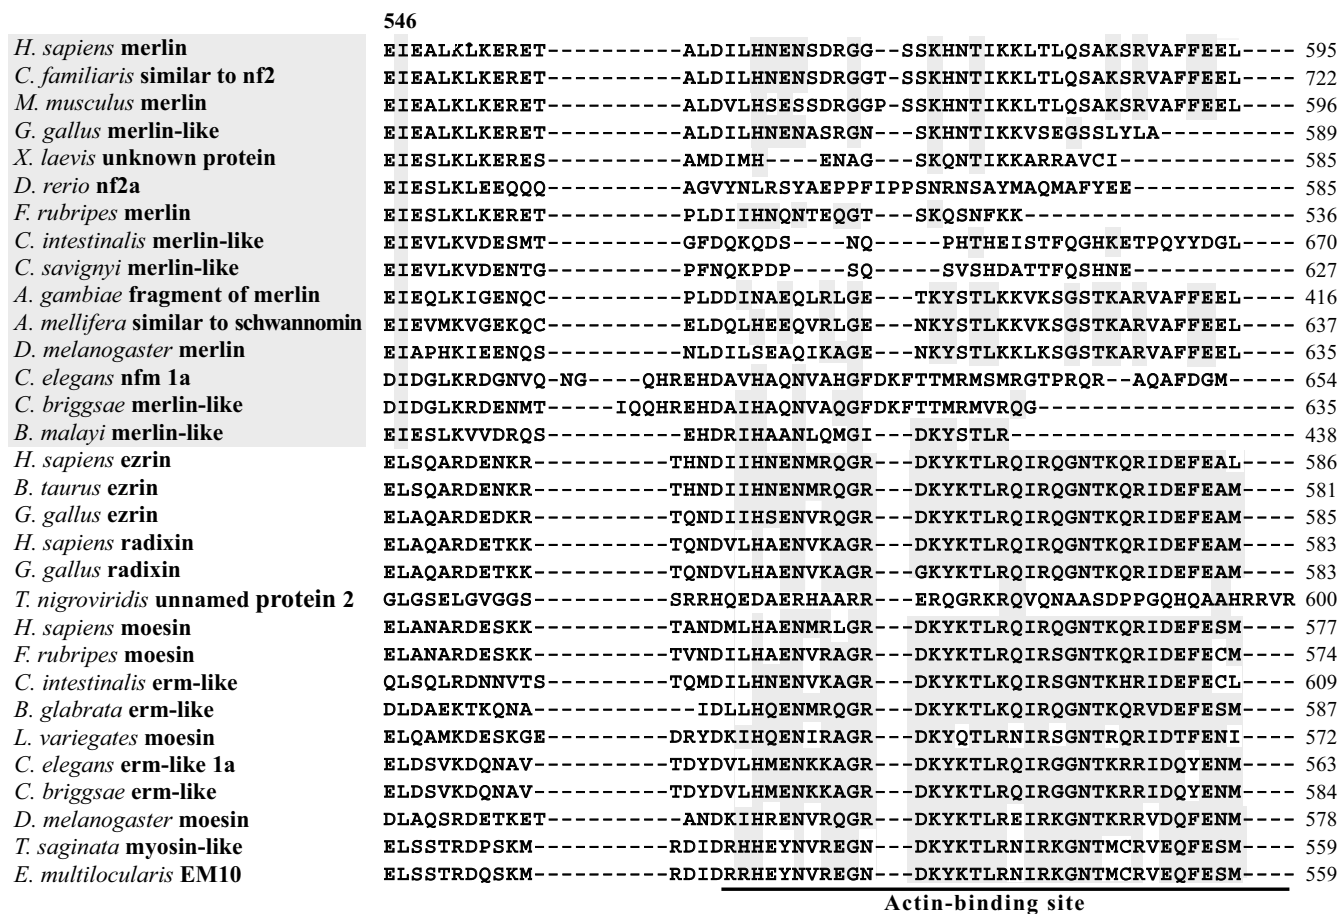 546
H. sapiens merlin EIEALKLKERET----------ALDILHNENSDRGG--SSKHNTIKKLTLQSAKSRVAFFEEL---- 595
C. familiaris similar to nf2 EIEALKLKERET----------ALDILHNENSDRGGT-SSKHNTIKKLTLQSAKSRVAFFEEL---- 722
M. musculus merlin EIEALKLKERET----------ALDVLHSESSDRGGP-SSKHNTIKKLTLQSAKSRVAFFEEL---- 596
G. gallus merlin-like EIEALKLKERET----------ALDILHNENASRGN---SKHNTIKKVSEGSSLYLA---------- 589
X. laevis unknown protein EIESLKLKERES----------AMDIMH----ENAG---SKQNTIKKARRAVCI------------- 585
D. rerio nf2a EIESLKLEEQQQ----------AGVYNLRSYAEPPFIPPSNRNSAYMAQMAFYEE------------ 585
F. rubripes merlin EIESLKLKERET----------PLDIIHNQNTEQGT---SKQSNFKK-------------------- 536
C. intestinalis merlin-like EIEVLKVDESMT----------GFDQKQDS----NQ-----PHTHEISTFQGHKETPQYYDGL---- 670
C. savignyi merlin-like EIEVLKVDENTG----------PFNQKPDP----SQ-----SVSHDATTFQSHNE------------ 627
A. gambiae fragment of merlin EIEQLKIGENQC----------PLDDINAEQLRLGE---TKYSTLKKVKSGSTKARVAFFEEL---- 416
A. mellifera similar to schwannomin EIEVMKVGEKQC----------ELDQLHEEQVRLGE---NKYSTLKKVKSGSTKARVAFFEEL---- 637
D. melanogaster merlin EIAPHKIEENQS----------NLDILSEAQIKAGE---NKYSTLKKLKSGSTKARVAFFEEL---- 635
C. elegans nfm 1a DIDGLKRDGNVQ-NG----QHREHDAVHAQNVAHGFDKFTTMRMSMRGTPRQR--AQAFDGM---- 654
C. briggsae merlin-like DIDGLKRDENMT-----IQQHREHDAIHAQNVAQGFDKFTTMRMVRQG------------------- 635
B. malayi merlin-like EIESLKVVDRQS----------EHDRIHAANLQMGI---DKYSTLR--------------------- 438
H. sapiens ezrin ELSQARDENKR----------THNDIIHNENMRQGR---DKYKTLRQIRQGNTKQRIDEFEAL---- 586
B. taurus ezrin ELSQARDENKR----------THNDIIHNENMRQGR---DKYKTLRQIRQGNTKQRIDEFEAM---- 581
G. gallus ezrin ELAQARDEDKR----------TQNDIIHSENVRQGR---DKYKTLRQIRQGNTKQRIDEFEAM---- 585
H. sapiens radixin ELAQARDETKK----------TQNDVLHAENVKAGR---DKYKTLRQIRQGNTKQRIDEFEAM---- 583
G. gallus radixin ELAQARDETKK----------TQNDVLHAENVKAGR---GKYKTLRQIRQGNTKQRIDEFEAM---- 583
T. nigroviridis unnamed protein 2 GLGSELGVGGS----------SRRHQEDAERHAARR---ERQGRKRQVQNAASDPPGQHQAAHRRVR 600
H. sapiens moesin ELANARDESKK----------TANDMLHAENMRLGR---DKYKTLRQIRQGNTKQRIDEFESM---- 577
F. rubripes moesin ELANARDESKK----------TVNDILHAENVRAGR---DKYKTLRQIRSGNTKQRIDEFECM---- 574
C. intestinalis erm-like QLSQLRDNNVTS---------TQMDILHNENVKAGR---DKYKTLKQIRSGNTKHRIDEFECL---- 609
B. glabrata erm-like DLDAEKTKQNA------------IDLLHQENMRQGR---DKYKTLKQIRQGNTKQRVDEFESM---- 587
L. variegates moesin ELQAMKDESKGE---------DRYDKIHQENIRAGR---DKYQTLRNIRSGNTRQRIDTFENI---- 572
C. elegans erm-like 1a ELDSVKDQNAV----------TDYDVLHMENKKAGR---DKYKTLRQIRGGNTKRRIDQYENM---- 563
C. briggsae erm-like ELDSVKDQNAV----------TDYDVLHMENKKAGR---DKYKTLRQIRGGNTKRRIDQYENM---- 584
D. melanogaster moesin DLAQSRDETKET----------ANDKIHRENVRQGR---DKYKTLREIRKGNTKRRVDQFENM---- 578
T. saginata myosin-like ELSSTRDPSKM----------RDIDRHHEYNVREGN---DKYKTLRNIRKGNTMCRVEQFESM---- 559
E. multilocularis EM10 ELSSTRDQSKM----------RDIDRRHEYNVREGN---DKYKTLRNIRKGNTMCRVEQFESM---- 559
Actin-binding site